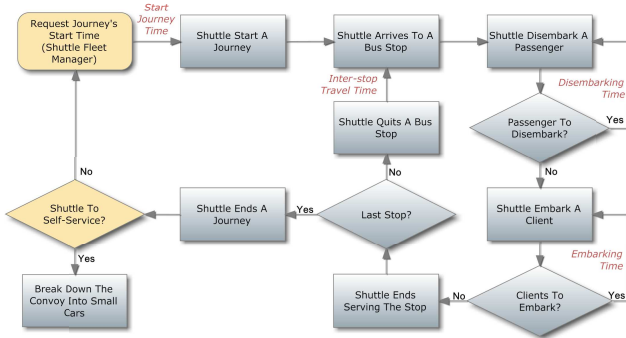 Request Journey's
Start Time
(Shuttle Fleet
Manager)
Start
Journey
Time
Shuttle Start A
Journey
Shuttle Arrives To A
Bus Stop
Shuttle Disembark A
Passenger
Inter-stop
Travel Time
Disembarking
Time
Shuttle Quits A Bus
Stop
Passenger To
Disembark?
Yes
No
No
No
Shuttle To
Self-Service?
Shuttle Ends A
Journey
Yes
Last Stop?
Shuttle Embark A
Client
Yes
Embarking
Time
Break Down The
Convoy Into Small
Cars
Shuttle Ends
Serving The Stop
No
Clients To
Embark?
Yes